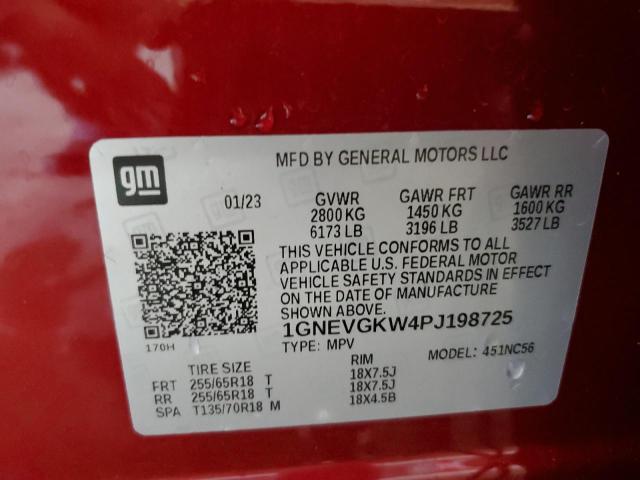 gm
MFD BY GENERAL MOTORS LLC
01/23 GVWR GAWR FRT GAWR RR
2800 KG 1450 KG 1600 KG
6173 LB 3196 LB 3527 LB
THIS VEHICLE CONFORMS TO ALL
APPLICABLE U.S. FEDERAL MOTOR
VEHICLE SAFETY STANDARDS IN EFFECT
ON THE DATE OF MANUFACTURE
SHOWN ABOVE.
1GNEVGKW4PJ198725
170H
TYPE: MPV MODEL: 451NC56
TIRE SIZE RIM
FRT 255/65R18 T 18X7.5J
RR 255/65R18 T 18X7.5J
SPA T135/70R18 M 18X4.5B